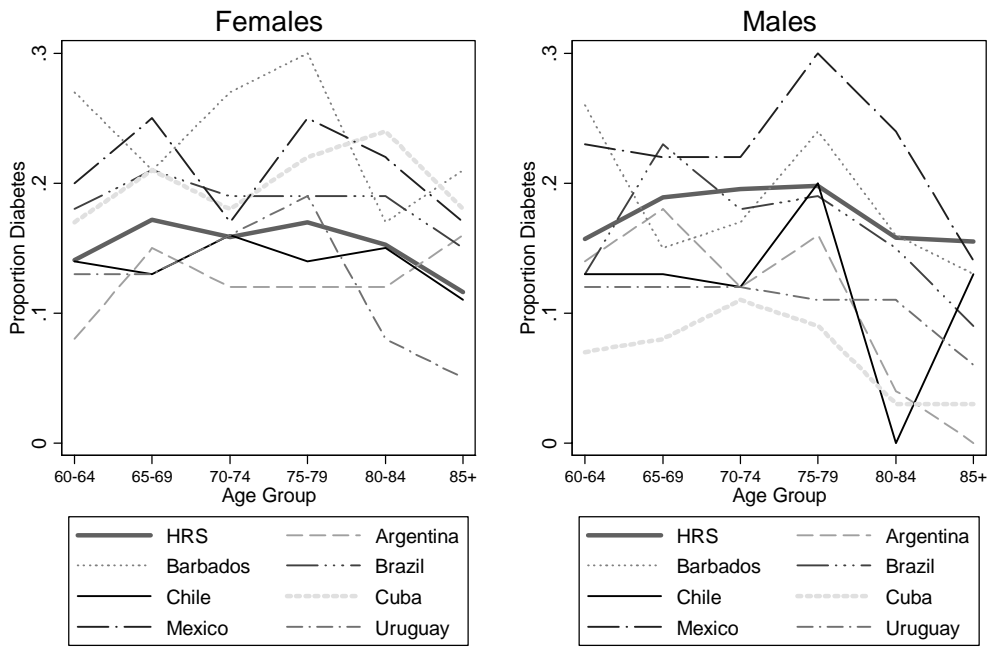 Females
Proportion Diabetes
.3
.2
.1
0
60-64 65-69 70-74 75-79 80-84 85+
Age Group
HRS Argentina
Barbados Brazil
Chile Cuba
Mexico Uruguay
Males
Proportion Diabetes
.3
.2
.1
0
60-64 65-69 70-74 75-79 80-84 85+
Age Group
HRS Argentina
Barbados Brazil
Chile Cuba
Mexico Uruguay